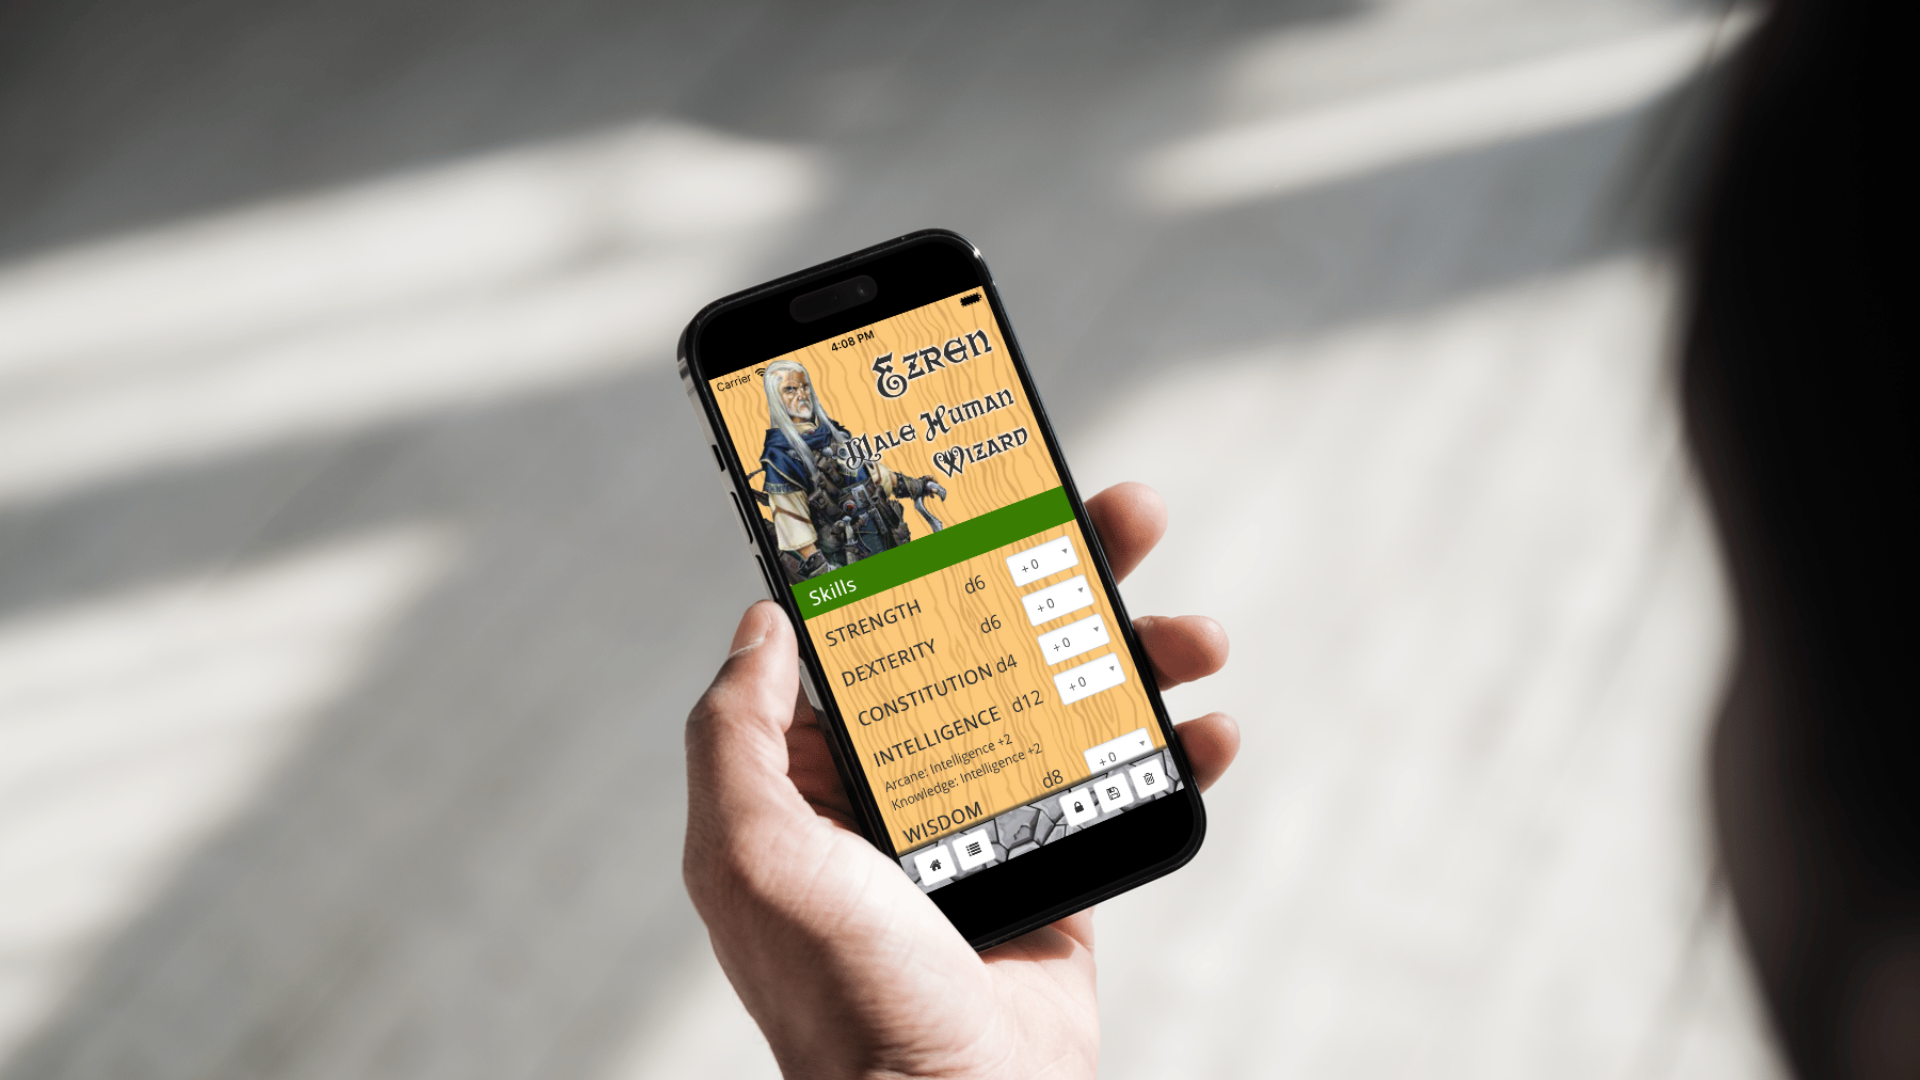 Carrier 4:08 PM
Ezren
Male Human
Wizard
Skills
STRENGTH d6 +0
DEXTERITY d6 +0
CONSTITUTION d4 +0
INTELLIGENCE d12 +0
Arcane: Intelligence +2
Knowledge: Intelligence +2
WISDOM d8 +0